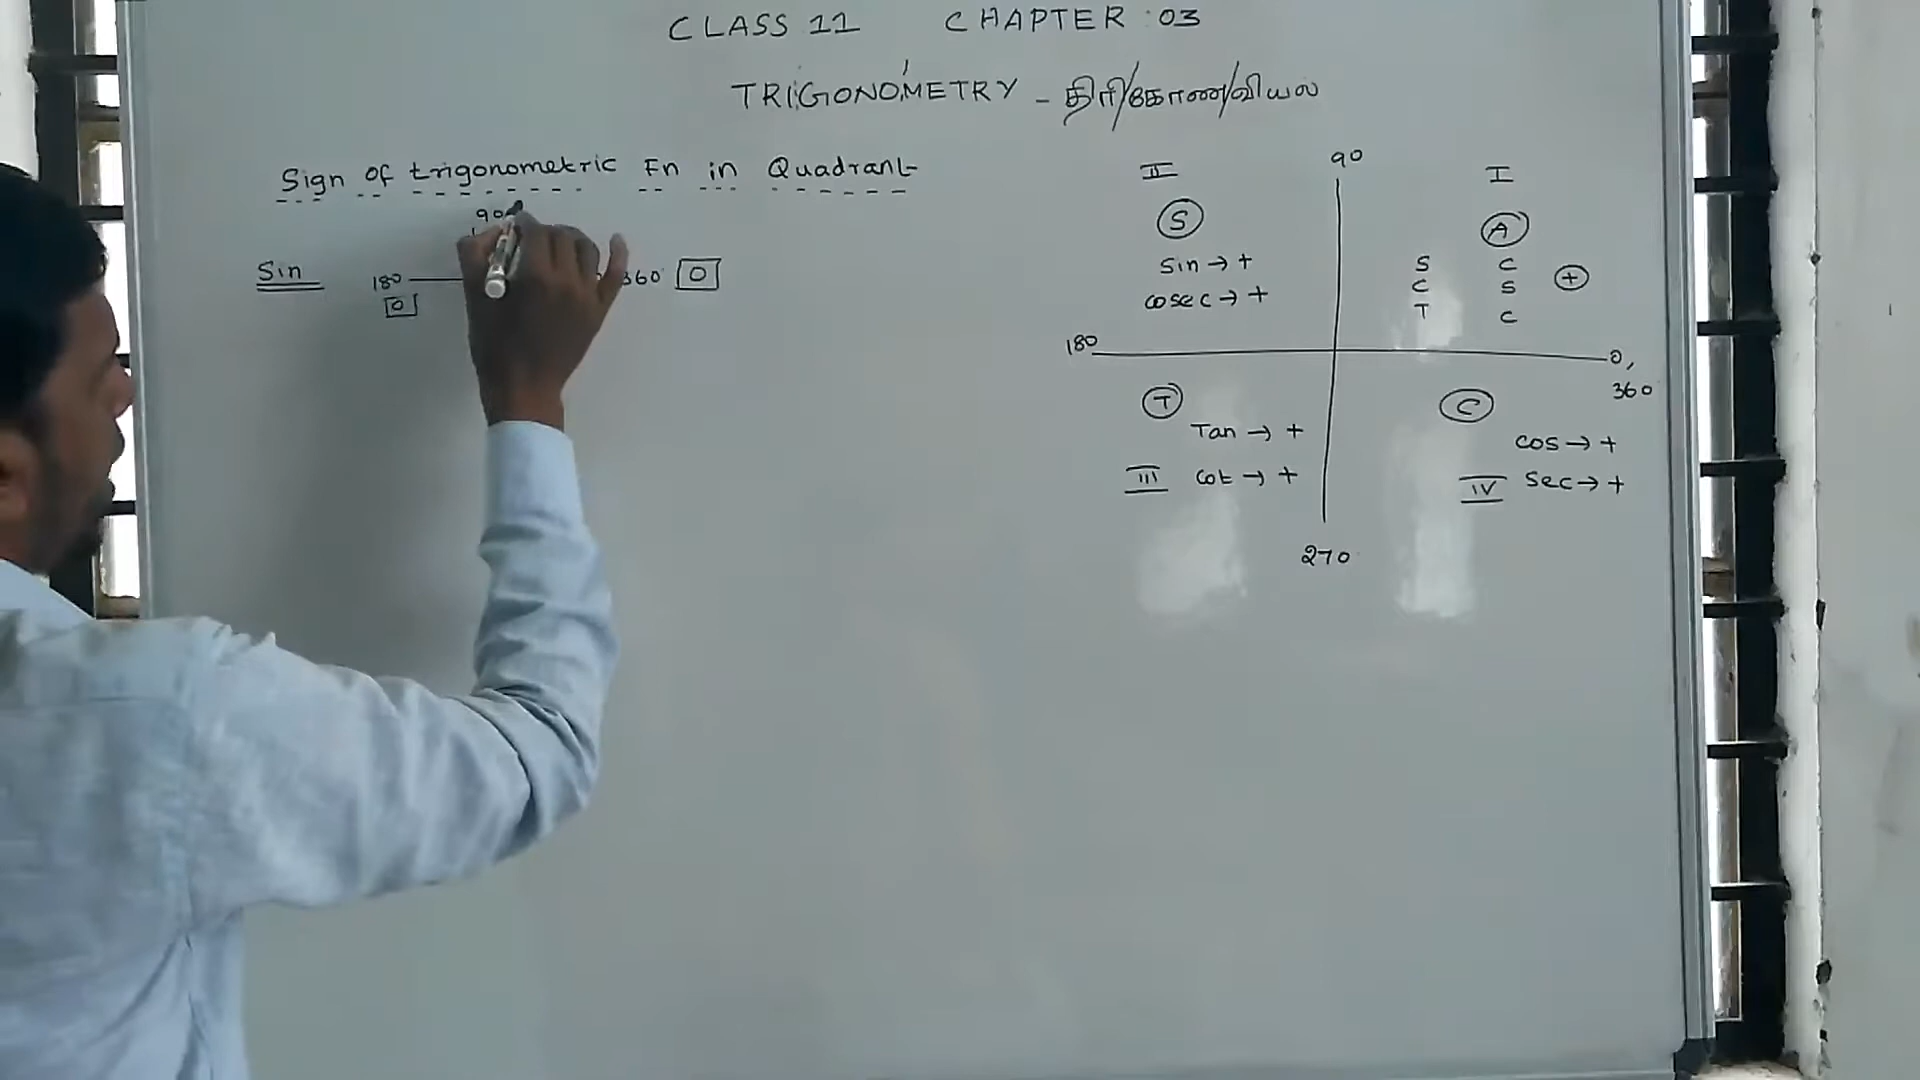 CLASS 11 CHAPTER : 03
TRIGONOMETRY - திரி/கோண/வியல
Sign of trigonometric Fn in Quadrant
90
Sin 180 360 0
0
90
II I
S A
Sin → + S C
cosec → + C S +
T C
180 0,
360
T C
Tan → + cos → +
III Cot → + IV Sec → +
270